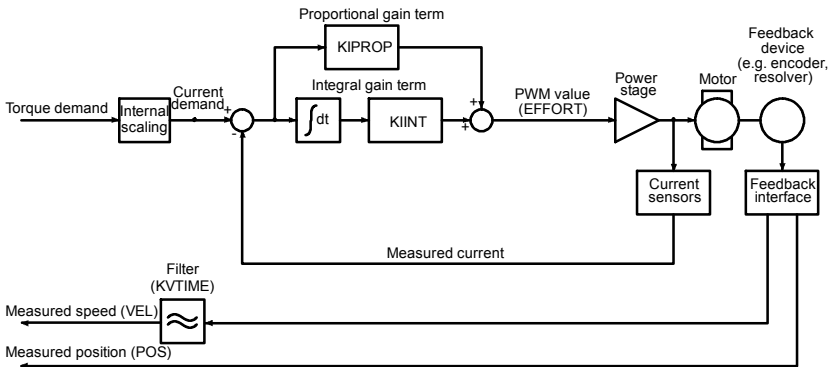 Proportional gain term
KIPROP
Feedback
device
(e.g. encoder,
resolver)
Integral gain term
Power
stage
Motor
Current
demand
PWM value
(EFFORT)
Torque demand
Internal
scaling
+
-
∫dt
KIINT
+
+
Current
sensors
Feedback
interface
Measured current
Filter
(KVTIME)
Measured speed (VEL)
Measured position (POS)